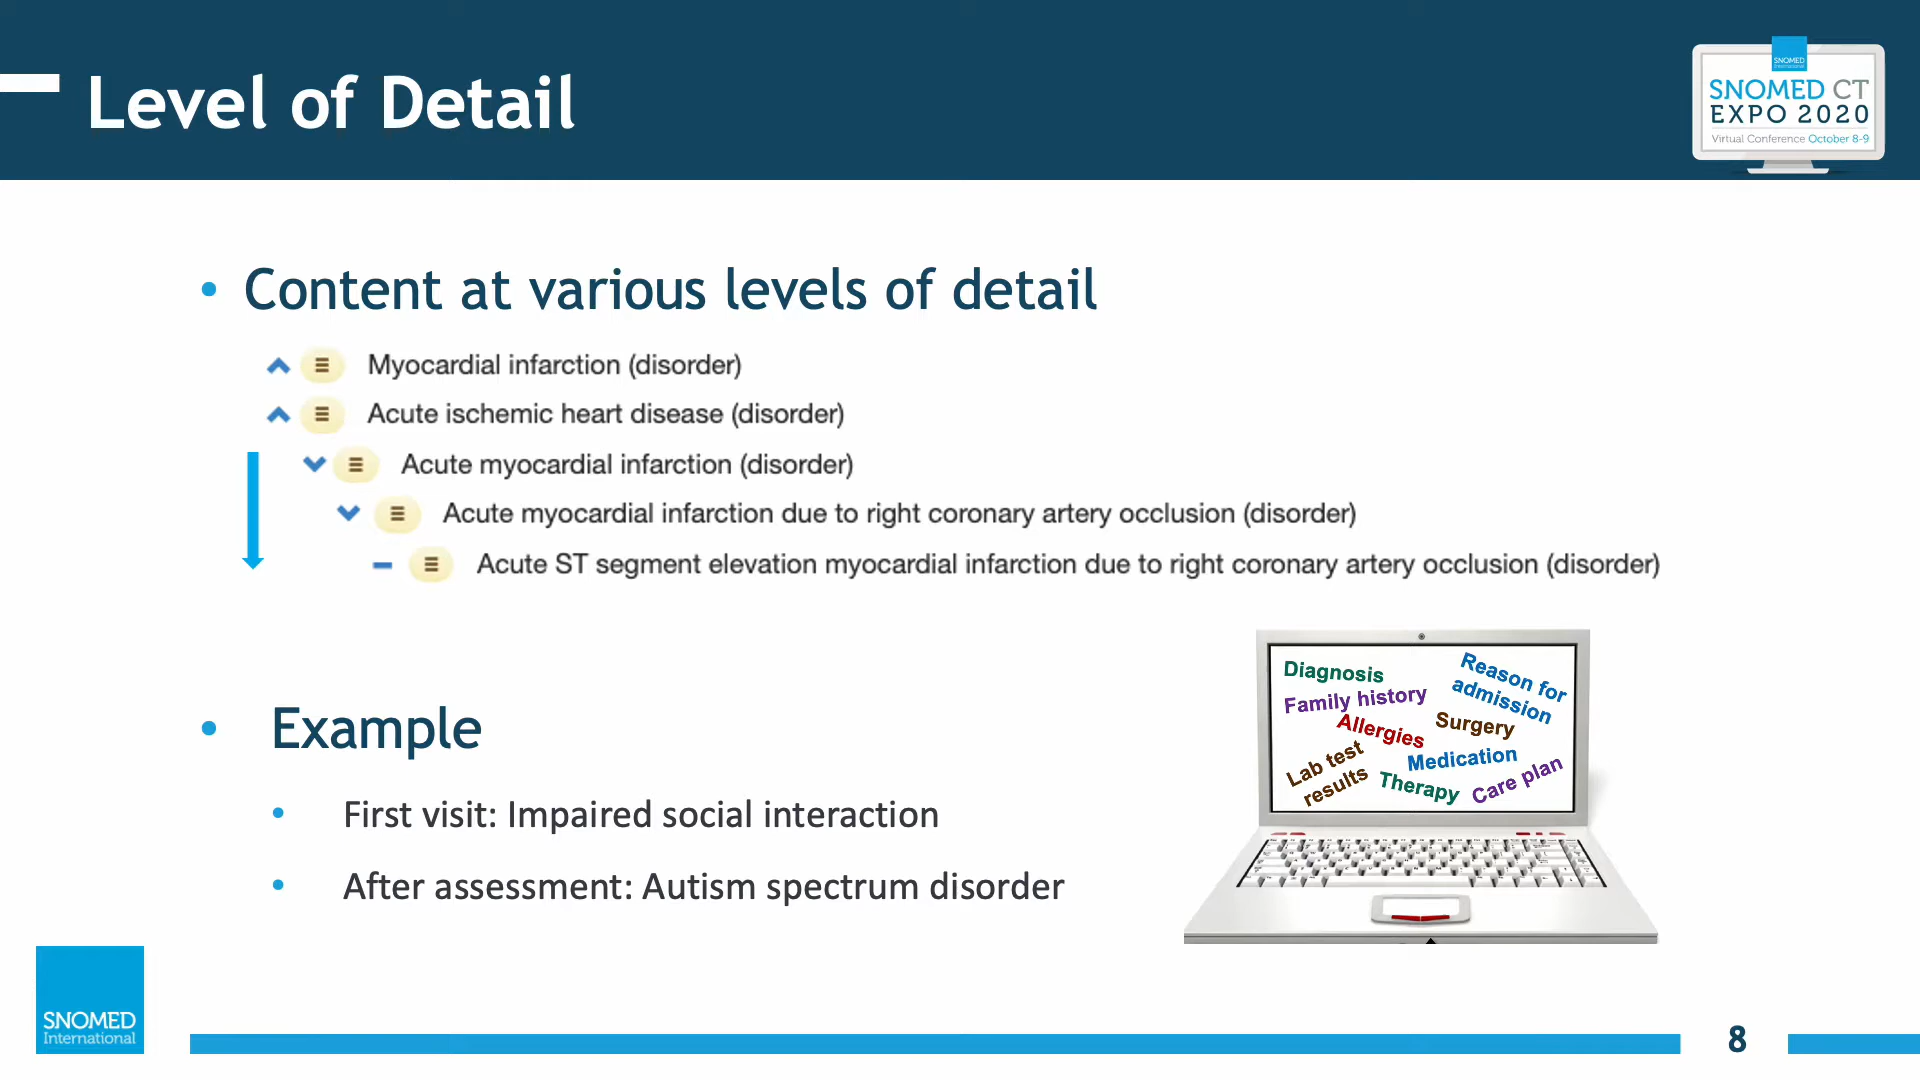 Level of Detail
SNOMED
International
SNOMED CT
EXPO 2020
Virtual Conference October 8-9
• Content at various levels of detail
Myocardial infarction (disorder)
Acute ischemic heart disease (disorder)
Acute myocardial infarction (disorder)
Acute myocardial infarction due to right coronary artery occlusion (disorder)
Acute ST segment elevation myocardial infarction due to right coronary artery occlusion (disorder)
• Example
• First visit: Impaired social interaction
• After assessment: Autism spectrum disorder
Diagnosis
Reason for
admission
Family history
Allergies
Surgery
Lab test
results
Medication
Therapy
Care plan
SNOMED
International
8